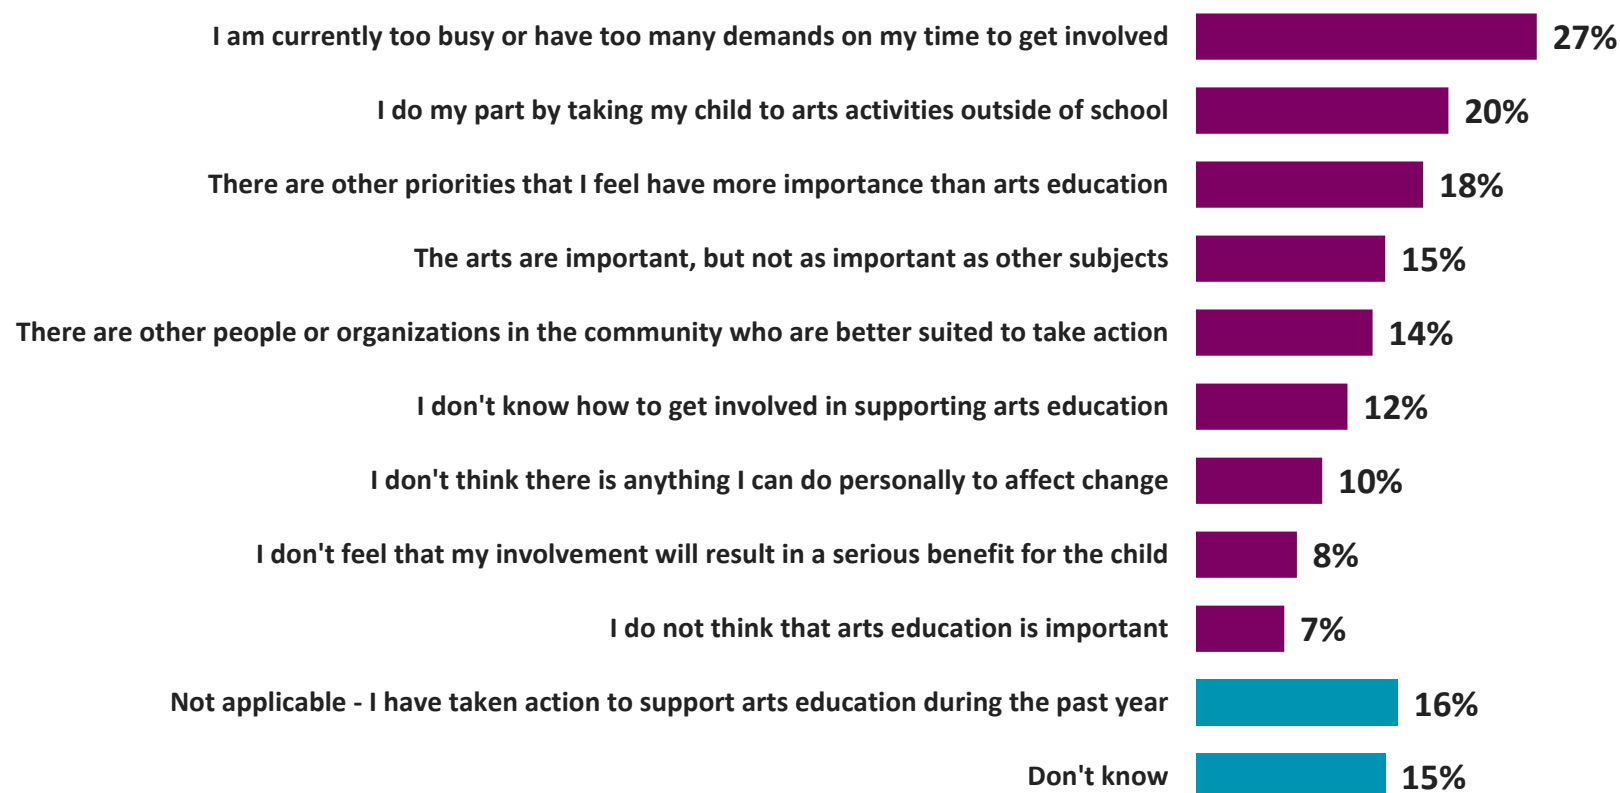 I am currently too busy or have too many demands on my time to get involved 27%
I do my part by taking my child to arts activities outside of school 20%
There are other priorities that I feel have more importance than arts education 18%
The arts are important, but not as important as other subjects 15%
There are other people or organizations in the community who are better suited to take action 14%
I don't know how to get involved in supporting arts education 12%
I don't think there is anything I can do personally to affect change 10%
I don't feel that my involvement will result in a serious benefit for the child 8%
I do not think that arts education is important 7%
Not applicable - I have taken action to support arts education during the past year 16%
Don't know 15%